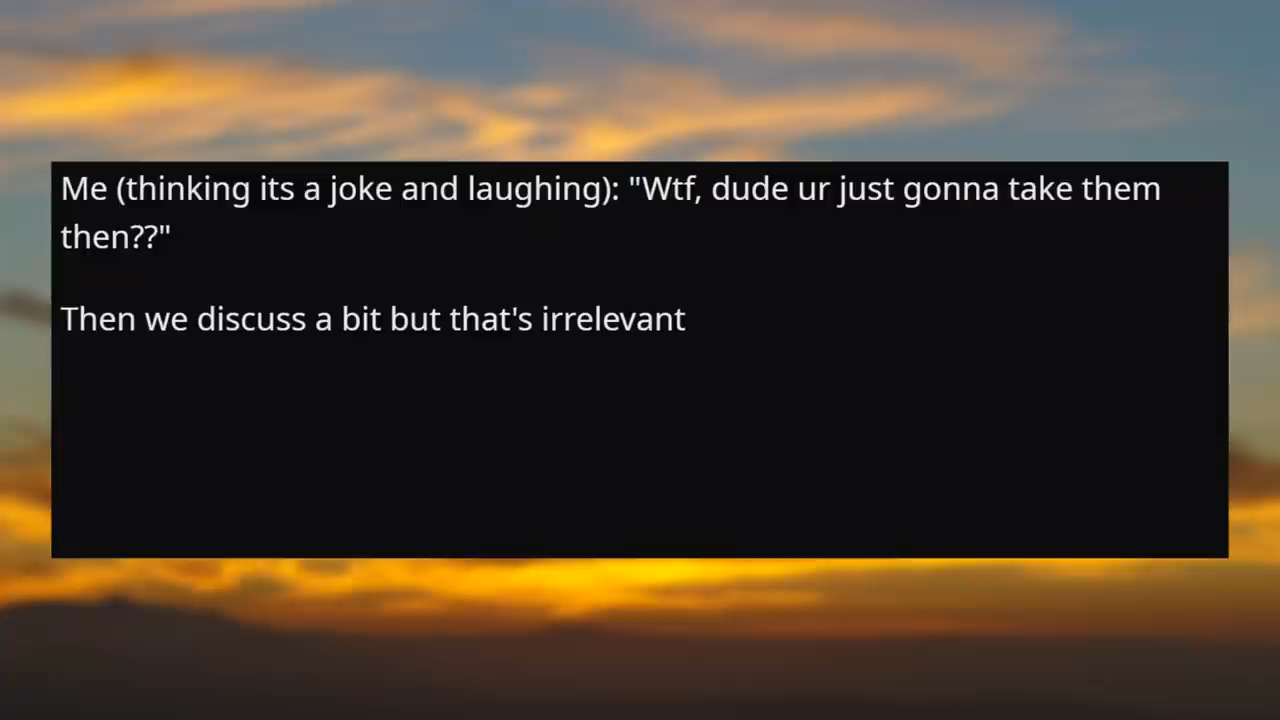 Me (thinking its a joke and laughing): "Wtf, dude ur just gonna take them
then??"
Then we discuss a bit but that's irrelevant